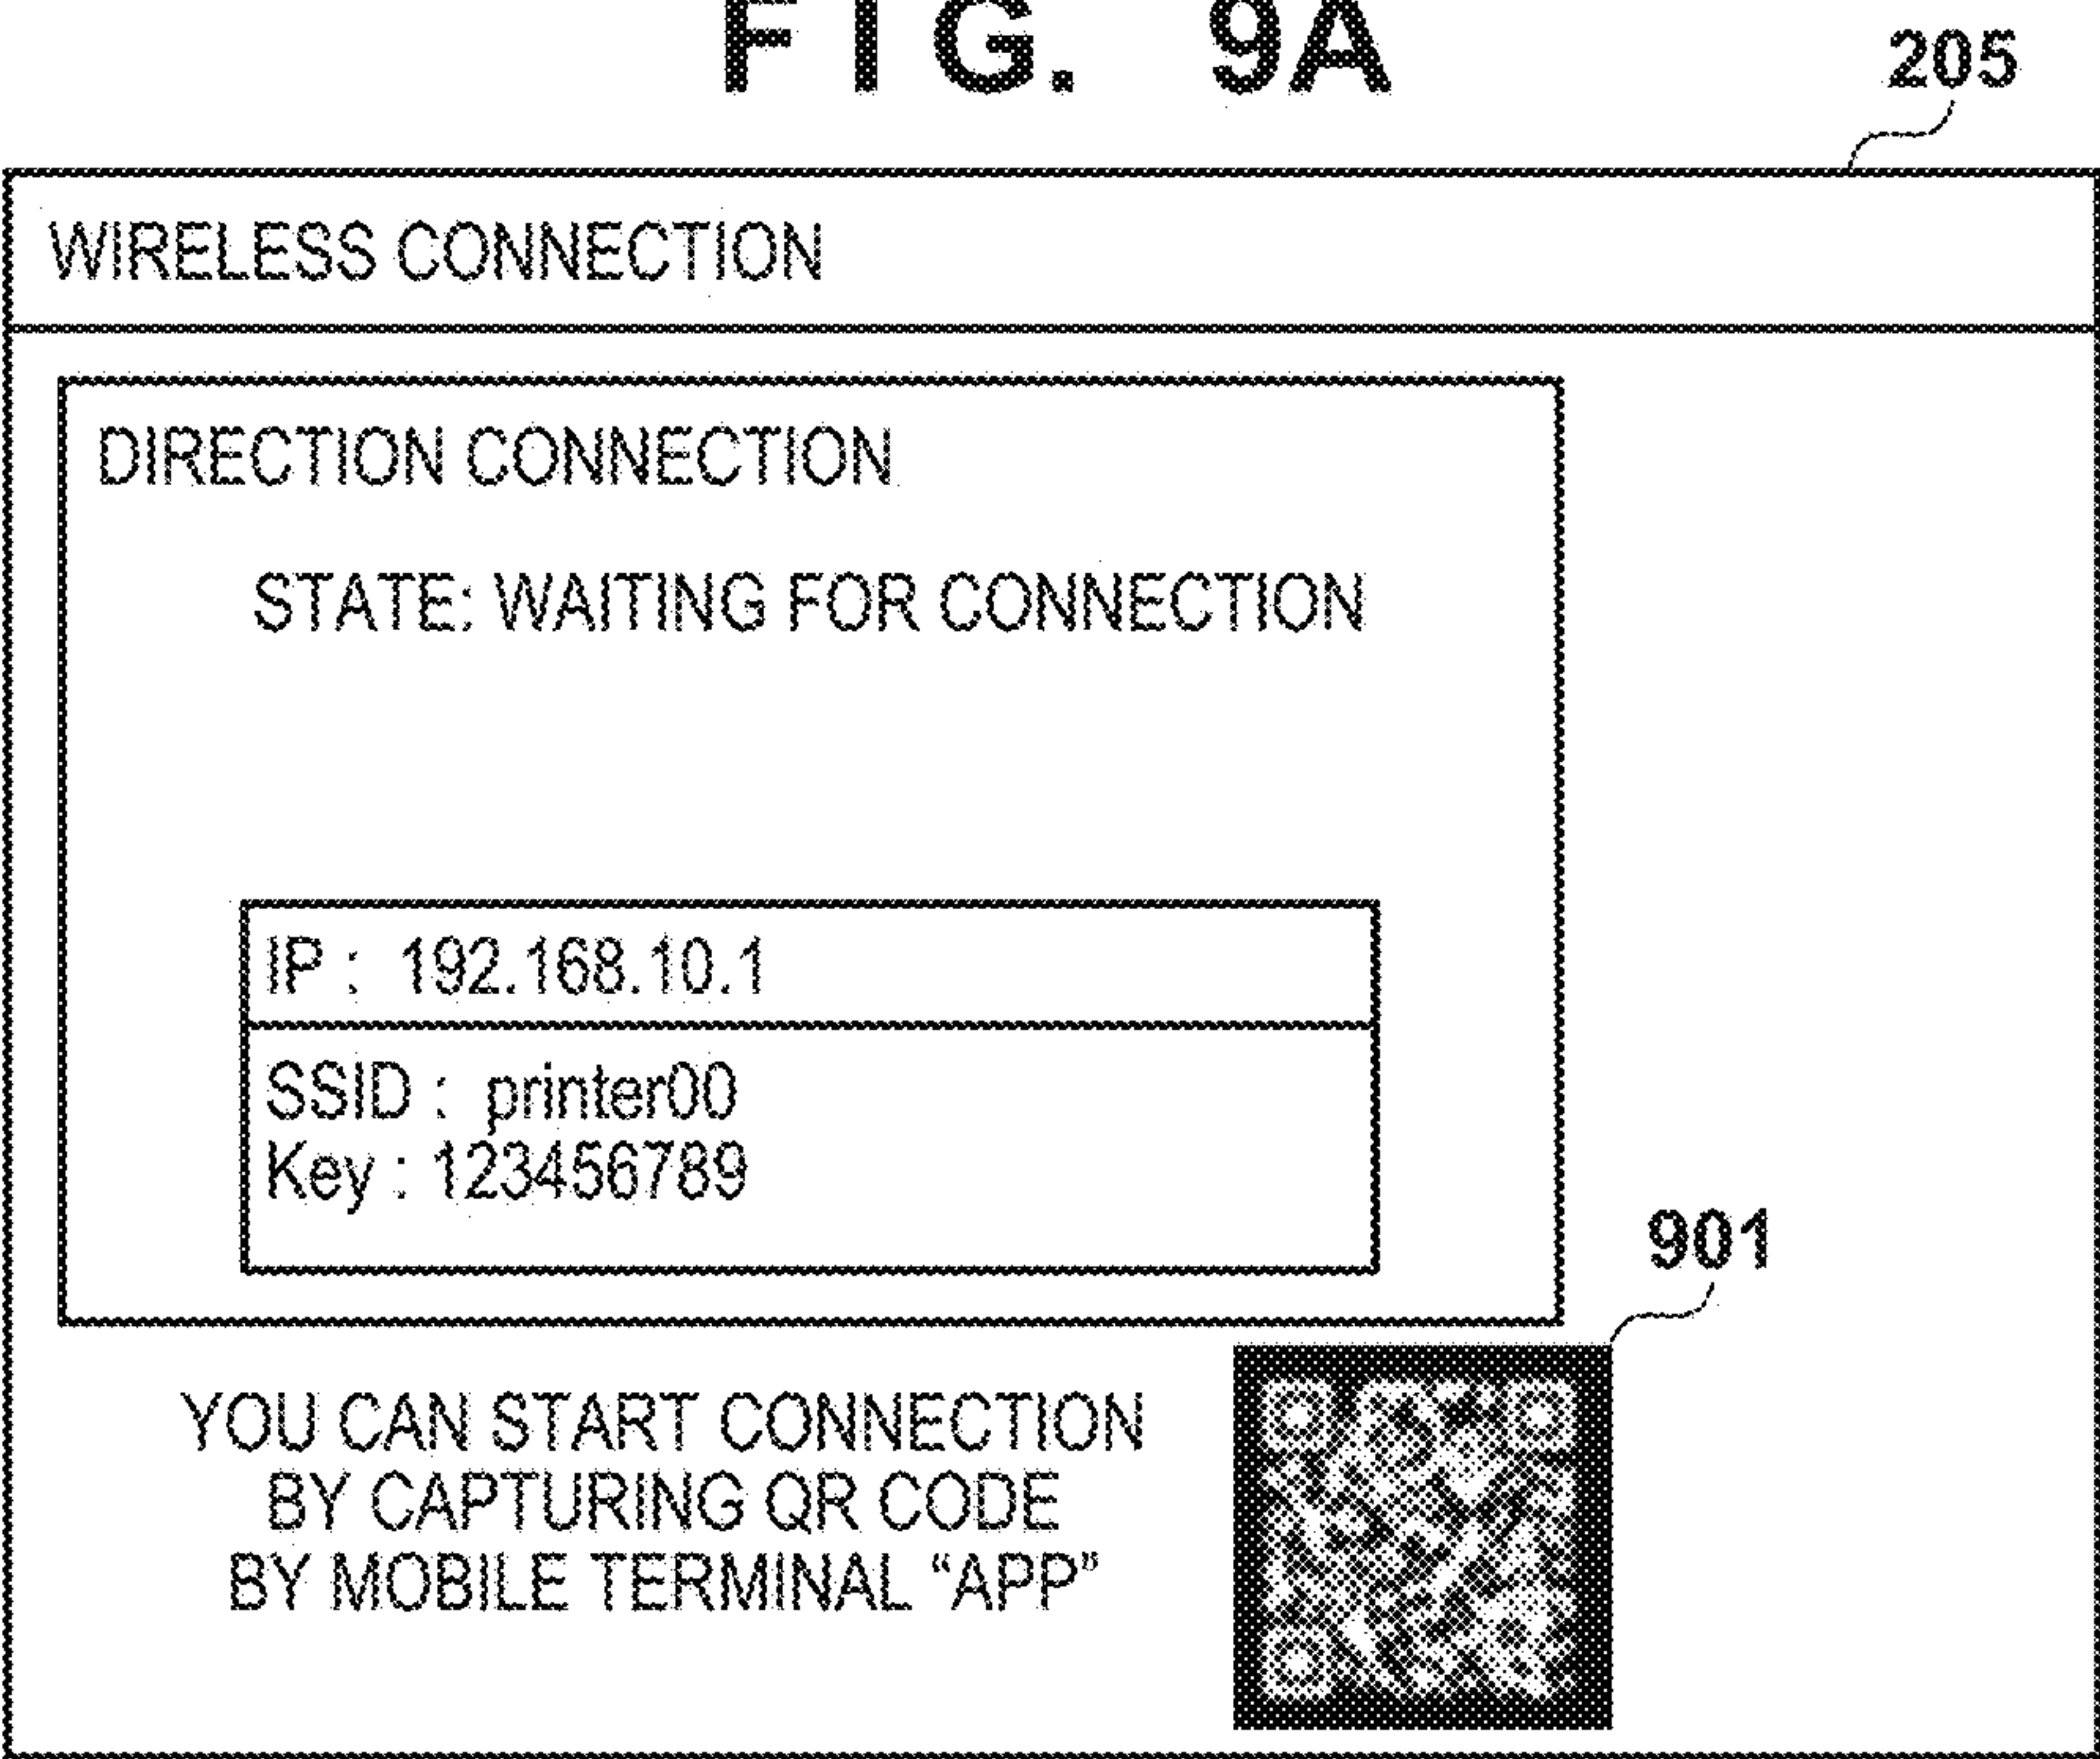 FIG. 9A
205
WIRELESS CONNECTION
DIRECTION CONNECTION
STATE: WAITING FOR CONNECTION
IP : 192.168.10.1
SSID : printer00
Key : 123456789
901
YOU CAN START CONNECTION
BY CAPTURING QR CODE
BY MOBILE TERMINAL “APP”